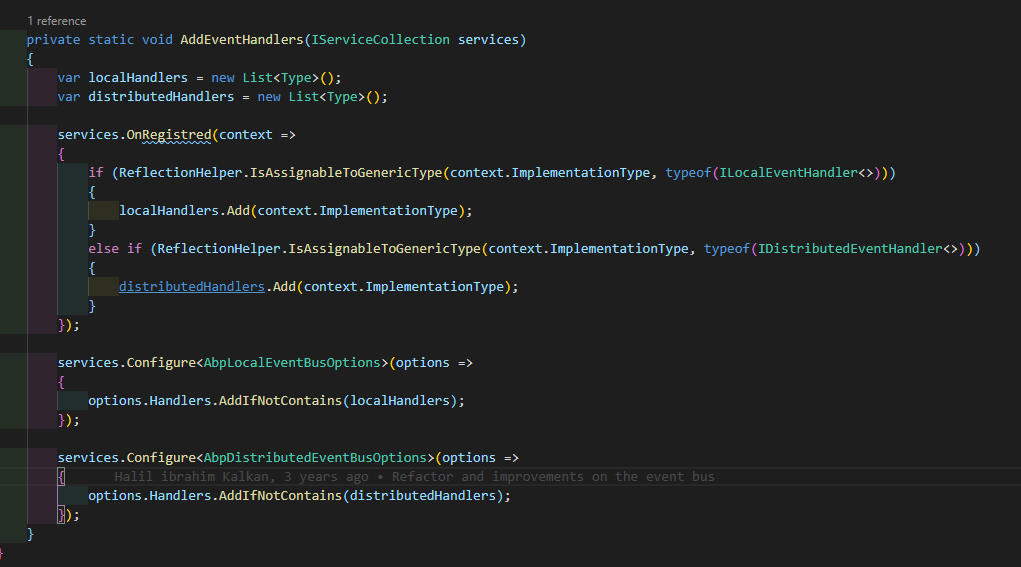 1 reference
private static void AddEventHandlers(IServiceCollection services)
{
var localHandlers = new List<Type>();
var distributedHandlers = new List<Type>();
services.OnRegistred(context =>
{
if (ReflectionHelper.IsAssignableToGenericType(context.ImplementationType, typeof(ILocalEventHandler<>)))
{
localHandlers.Add(context.ImplementationType);
}
else if (ReflectionHelper.IsAssignableToGenericType(context.ImplementationType, typeof(IDistributedEventHandler<>)))
{
distributedHandlers.Add(context.ImplementationType);
}
});
services.Configure<AbpLocalEventBusOptions>(options =>
{
options.Handlers.AddIfNotContains(localHandlers);
});
services.Configure<AbpDistributedEventBusOptions>(options =>
{ Halil ibrahim Kalkan, 3 years ago • Refactor and improvements on the event bus
options.Handlers.AddIfNotContains(distributedHandlers);
});
}
}